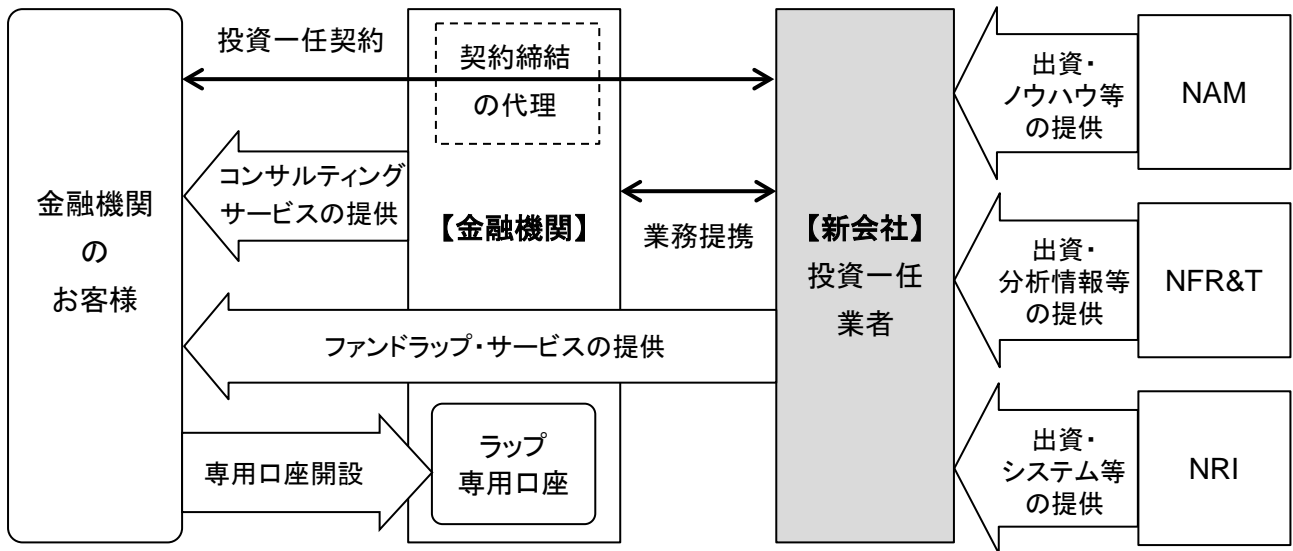 投資一任契約
契約締結
の代理
コンサルティング
サービスの提供
金融機関
の
お客様
【金融機関】
業務提携
【新会社】
投資一任
業者
ファンドラップ・サービスの提供
専用口座開設
ラップ
専用口座
出資・
ノウハウ等
の提供
NAM
出資・
分析情報等
の提供
NFR&T
出資・
システム等
の提供
NRI